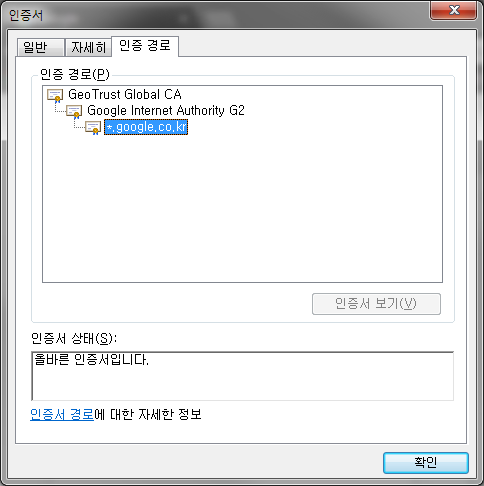 인증서
일반 자세히 인증 경로
인증 경로(P)
GeoTrust Global CA
Google Internet Authority G2
*.google.co.kr
인증서 보기(V)
인증서 상태(S):
올바른 인증서입니다.
인증서 경로에 대한 자세한 정보
확인